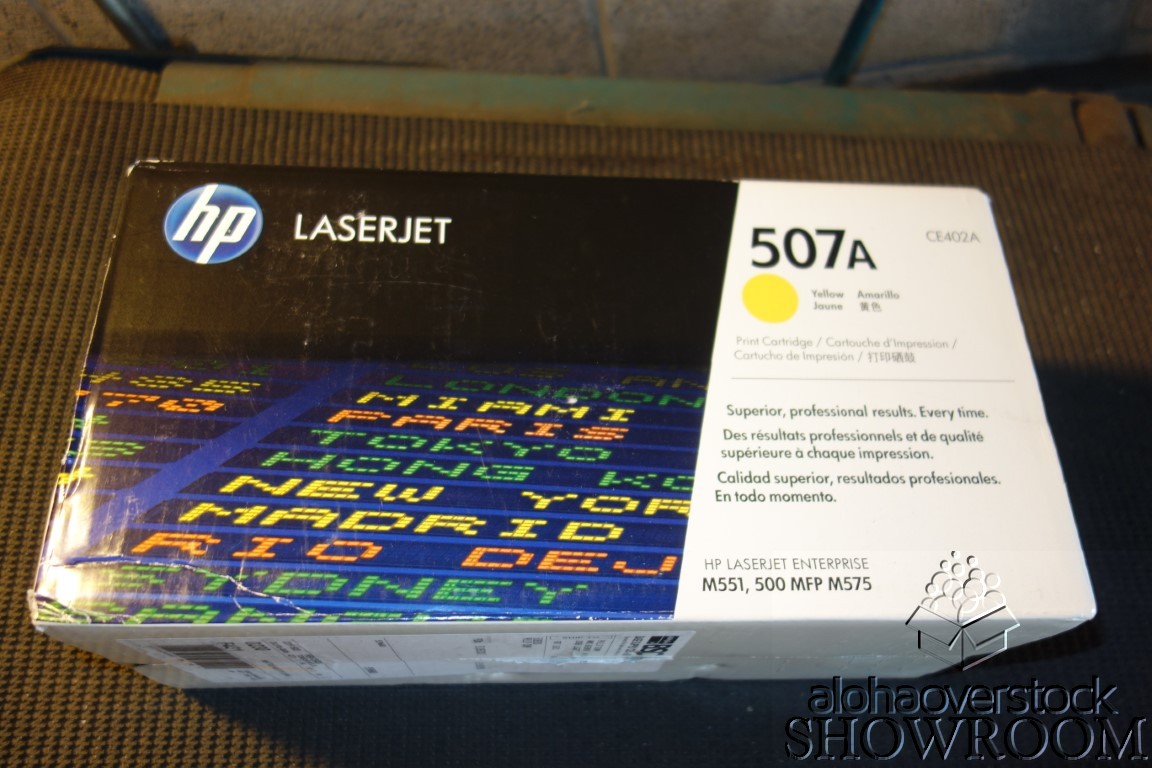 hp LASERJET
507A
CE402A
Yellow Amarillo
Jaune 黄色
Print Cartridge / Cartouche d'Impression /
Cartucho de Impresión / 打印硒鼓
Superior, professional results. Every time.
Des résultats professionnels et de qualité
supérieure à chaque impression.
Calidad superior, resultados profesionales.
En todo momento.
HP LASERJET ENTERPRISE
M551, 500 MFP M575
LONDON
MIAMI
PARIS
TOKYO
HONG KO
NEW YOR
MADRID
RIO DEJ
YDNEY
alphaoverstock
SHOWROOM